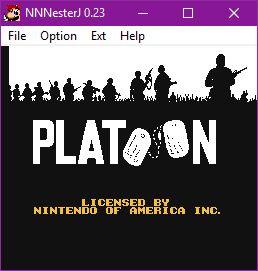 NNNesterJ 0.23
File Option Ext Help
PLATOON
LICENSED BY
NINTENDO OF AMERICA INC.